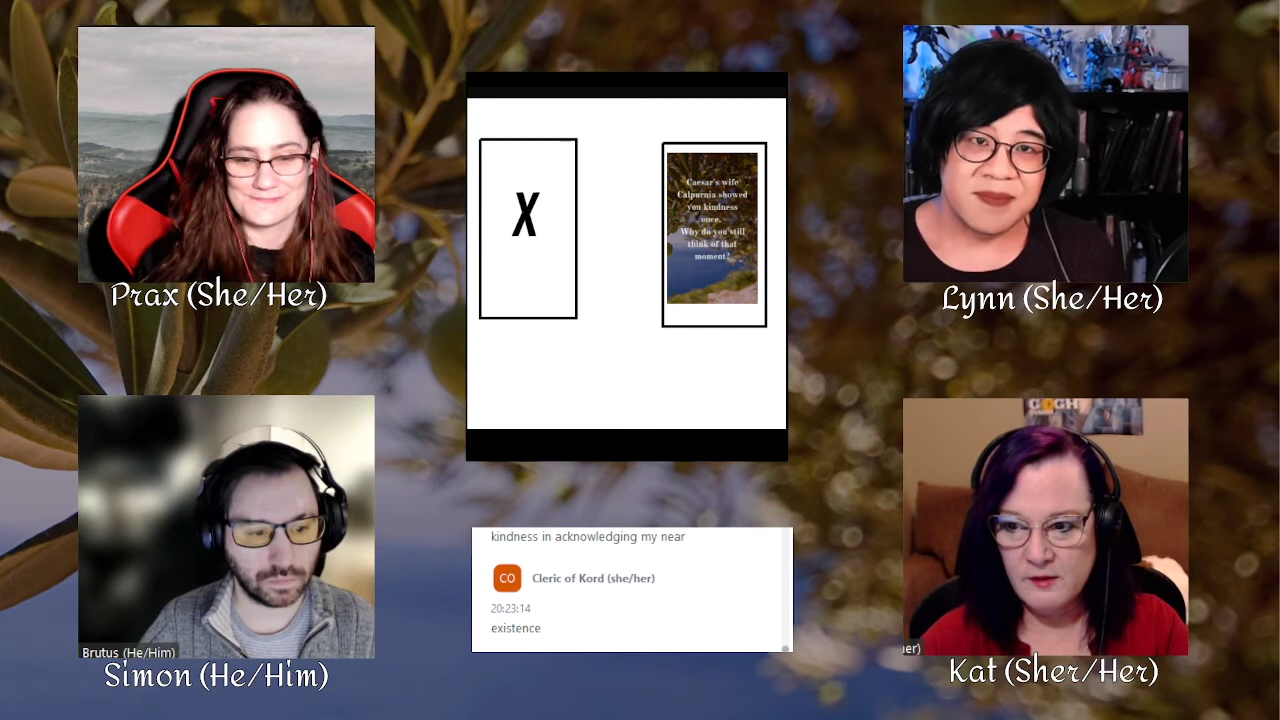 GOGH
X
Caesar's wife
Calpurnia showed
you kindness
once.
Why do you still
think of that
moment?
Prax (She/Her)
Lynn (She/Her)
kindness in acknowledging my near
CO
Cleric of Kord (she/her)
20:23:14
existence
Brutus (He/Him)
her)
Simon (He/Him)
Kat (Sher/Her)